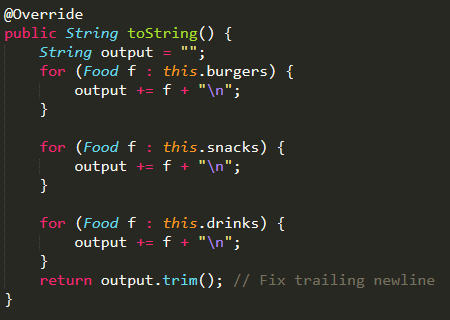 @Override
public String toString() {
    String output = "";
    for (Food f : this.burgers) {
        output += f + "\n";
    }

    for (Food f : this.snacks) {
        output += f + "\n";
    }

    for (Food f : this.drinks) {
        output += f + "\n";
    }
    return output.trim(); // Fix trailing newline
}